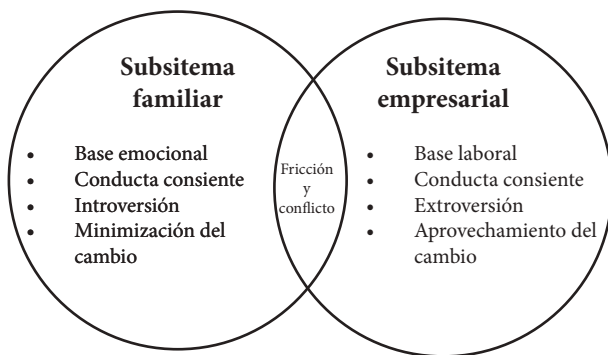 Subsitema
familiar
• Base emocional
• Conducta consiente
• Introversión
• Minimización del
cambio
Fricción
y
conflicto
Subsitema
empresarial
• Base laboral
• Conducta consiente
• Extroversión
• Aprovechamiento del
cambio